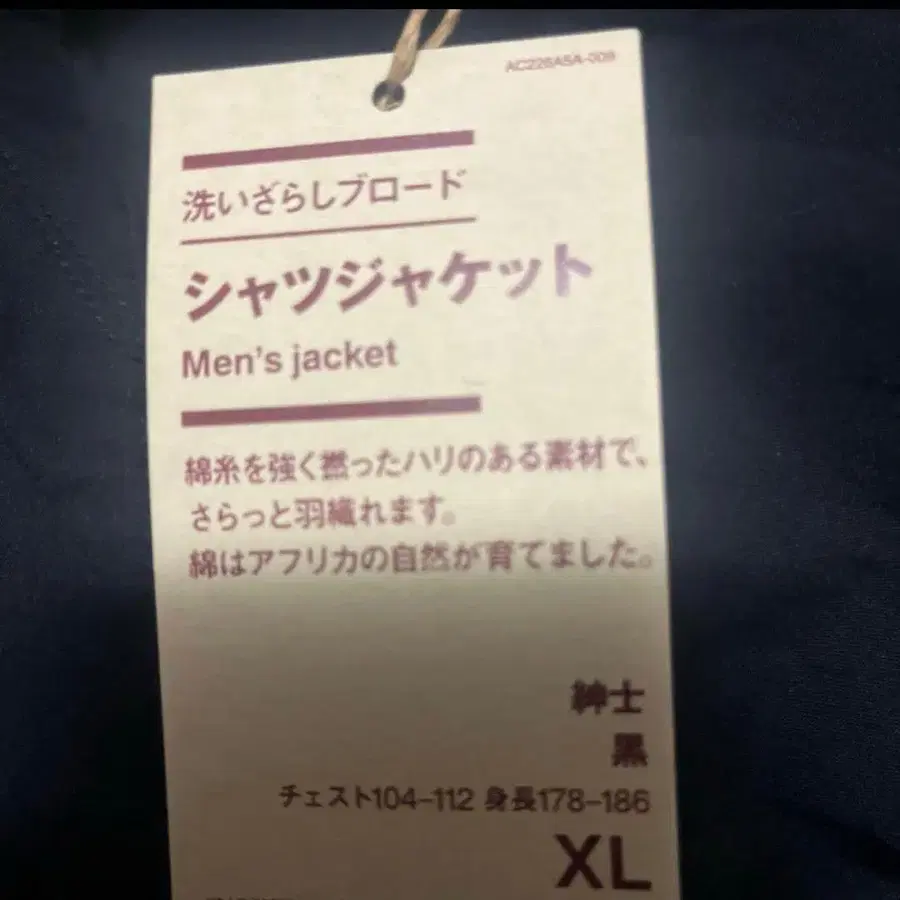 AC226A5A-009
洗いざらしブロード
シャツジャケット
Men's jacket
綿糸を強く撚ったハリのある素材で、
さらっと羽織れます。
綿はアフリカの自然が育てました。
紳士
黒
チェスト104-112 身長178-186
XL